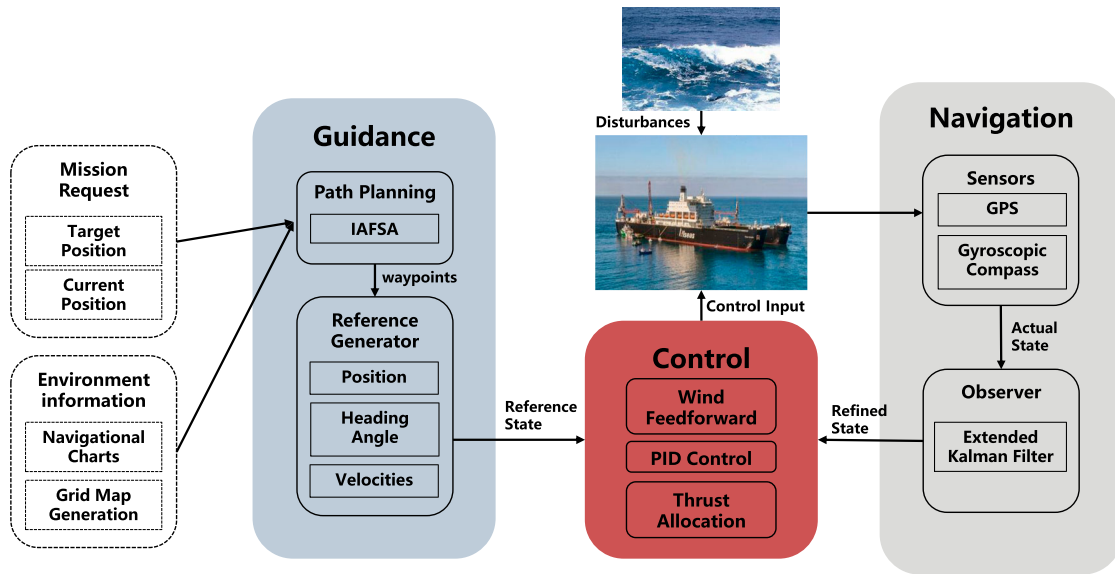 Mission
Request
Target
Position
Current
Position
Environment
information
Navigational
Charts
Grid Map
Generation
Guidance
Path Planning
IAFSA
waypoints
Reference
Generator
Position
Heading
Angle
Velocities
Reference
State
Disturbances
Control Input
Control
Wind
Feedforward
PID Control
Thrust
Allocation
Navigation
Sensors
GPS
Gyroscopic
Compass
Actual
State
Observer
Extended
Kalman Filter
Refined
State